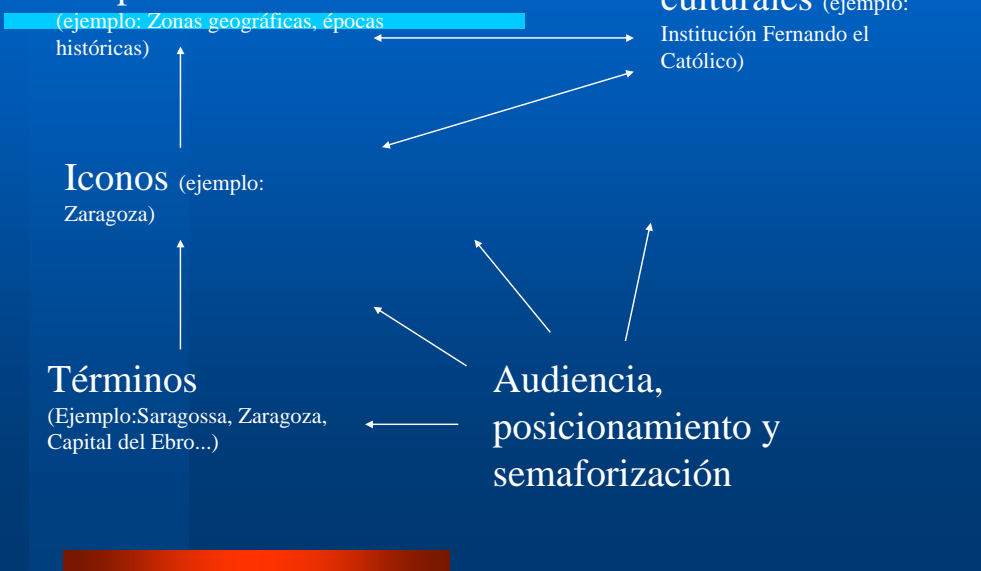 (ejemplo: Zonas geográficas, épocas
históricas)
culturales (ejemplo:
Institución Fernando el
Católico)
Iconos (ejemplo:
Zaragoza)
Términos
(Ejemplo:Saragossa, Zaragoza,
Capital del Ebro...)
Audiencia,
posicionamiento y
semaforización